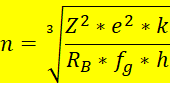 n = ∛((Z² * e² * k)/(R_B * f_g * h))